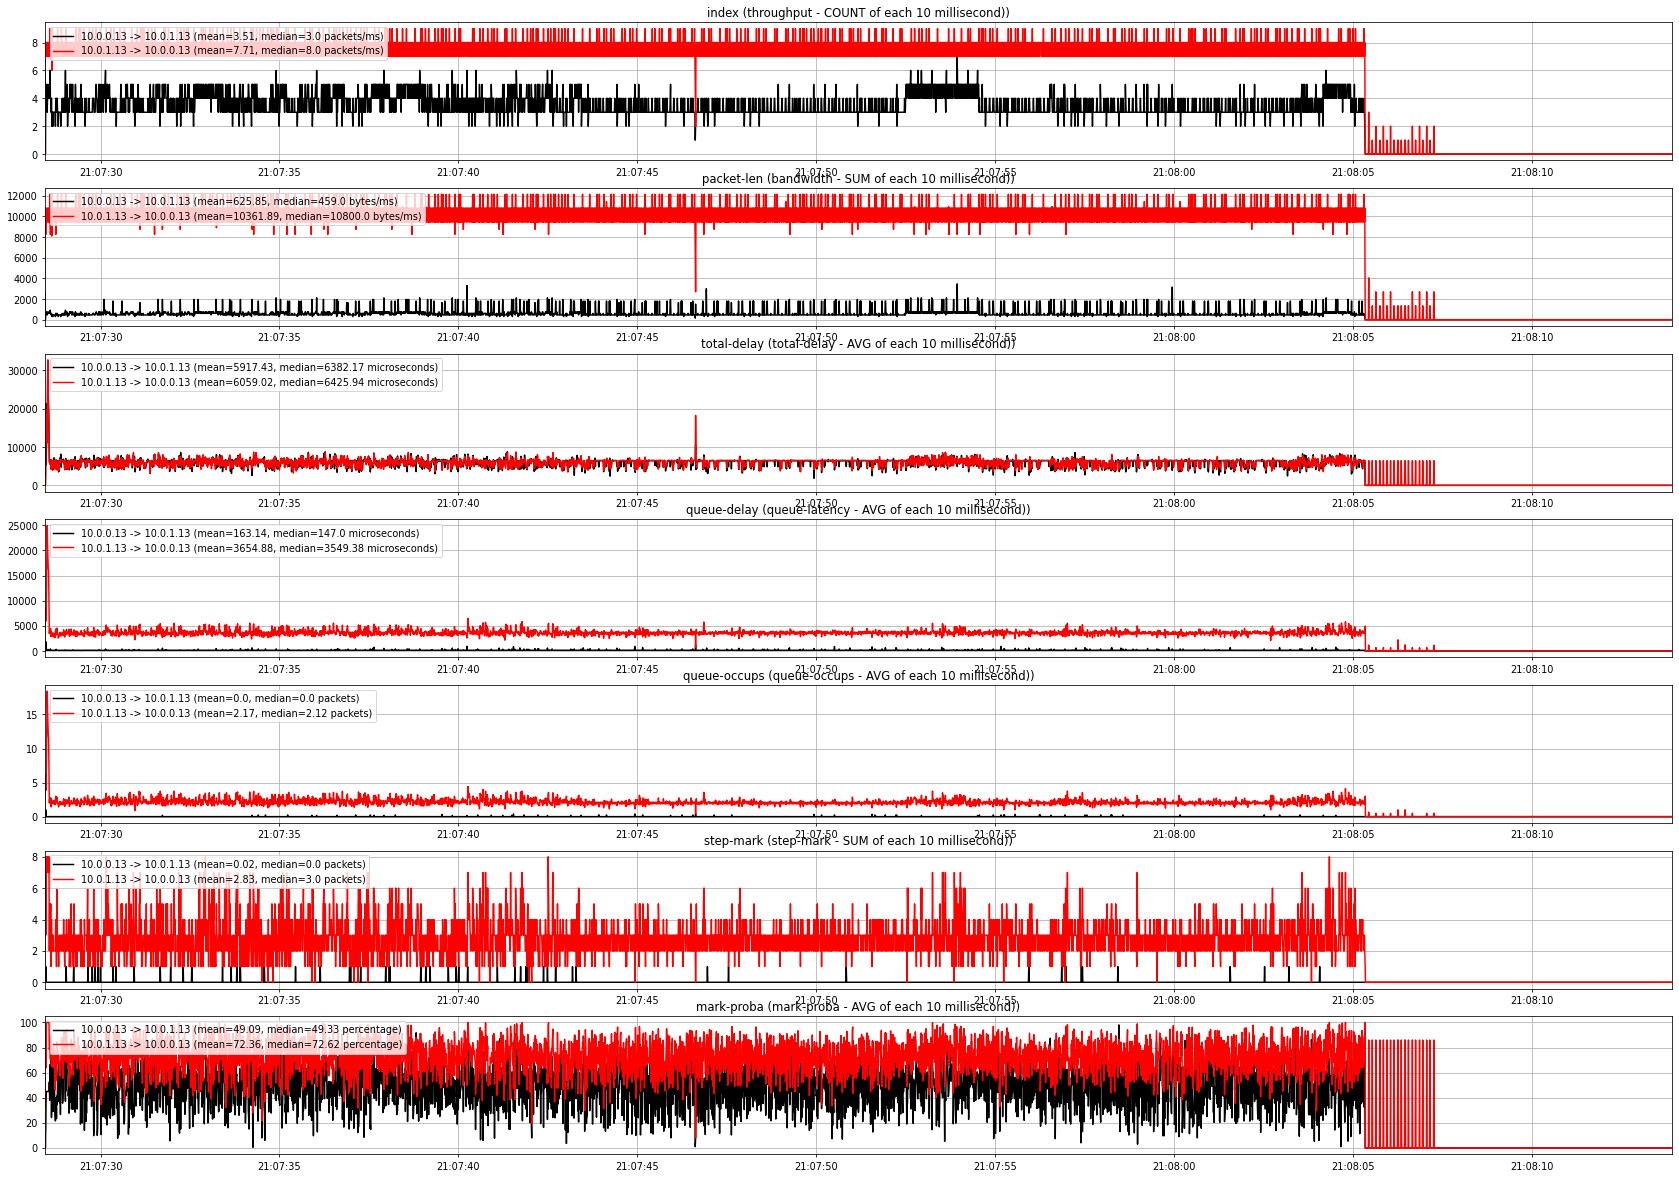 index (throughput - COUNT of each 10 millisecond))
10.0.0.13 -> 10.0.1.13 (mean=3.51, median=3.0 packets/ms)
10.0.1.13 -> 10.0.0.13 (mean=7.71, median=8.0 packets/ms)
8
6
4
2
0
21:07:30 21:07:35 21:07:40 21:07:45 21:07:50 21:07:55 21:08:00 21:08:05 21:08:10
packet-len (bandwidth - SUM of each 10 millisecond))
10.0.0.13 -> 10.0.1.13 (mean=625.85, median=459.0 bytes/ms)
10.0.1.13 -> 10.0.0.13 (mean=10361.89, median=10800.0 bytes/ms)
12000
10000
8000
6000
4000
2000
0
21:07:30 21:07:35 21:07:40 21:07:45 21:07:50 21:07:55 21:08:00 21:08:05 21:08:10
total-delay (total-delay - AVG of each 10 millisecond))
10.0.0.13 -> 10.0.1.13 (mean=5917.43, median=6382.17 microseconds)
10.0.1.13 -> 10.0.0.13 (mean=6059.02, median=6425.94 microseconds)
30000
20000
10000
0
21:07:30 21:07:35 21:07:40 21:07:45 21:07:50 21:07:55 21:08:00 21:08:05 21:08:10
queue-delay (queue-latency - AVG of each 10 millisecond))
10.0.0.13 -> 10.0.1.13 (mean=163.14, median=147.0 microseconds)
10.0.1.13 -> 10.0.0.13 (mean=3654.88, median=3549.38 microseconds)
25000
20000
15000
10000
5000
0
21:07:30 21:07:35 21:07:40 21:07:45 21:07:50 21:07:55 21:08:00 21:08:05 21:08:10
queue-occups (queue-occups - AVG of each 10 millisecond))
10.0.0.13 -> 10.0.1.13 (mean=0.0, median=0.0 packets)
10.0.1.13 -> 10.0.0.13 (mean=2.17, median=2.12 packets)
15
10
5
0
21:07:30 21:07:35 21:07:40 21:07:45 21:07:50 21:07:55 21:08:00 21:08:05 21:08:10
step-mark (step-mark - SUM of each 10 millisecond))
10.0.0.13 -> 10.0.1.13 (mean=0.02, median=0.0 packets)
10.0.1.13 -> 10.0.0.13 (mean=2.83, median=3.0 packets)
8
6
4
2
0
21:07:30 21:07:35 21:07:40 21:07:45 21:07:50 21:07:55 21:08:00 21:08:05 21:08:10
mark-proba (mark-proba - AVG of each 10 millisecond))
10.0.0.13 -> 10.0.1.13 (mean=49.09, median=49.33 percentage)
10.0.1.13 -> 10.0.0.13 (mean=72.36, median=72.62 percentage)
100
80
60
40
20
0
21:07:30 21:07:35 21:07:40 21:07:45 21:07:50 21:07:55 21:08:00 21:08:05 21:08:10